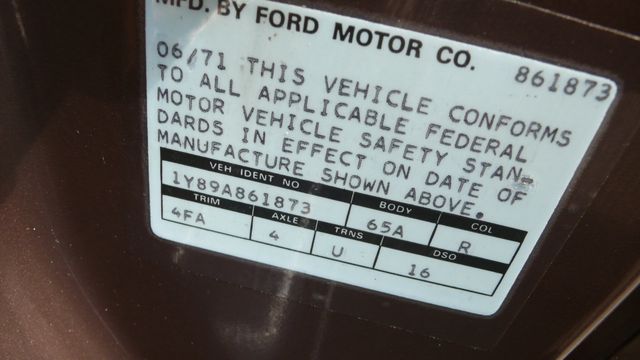 MFD. BY FORD MOTOR CO.
861873
06/71 THIS VEHICLE CONFORMS
TO ALL APPLICABLE FEDERAL
MOTOR VEHICLE SAFETY STAN-
DARDS IN EFFECT ON DATE OF
MANUFACTURE SHOWN ABOVE.
VEH IDENT NO BODY COL
1Y89A861873 65A R
TRIM AXLE TRNS DSO
4FA 4 U 16